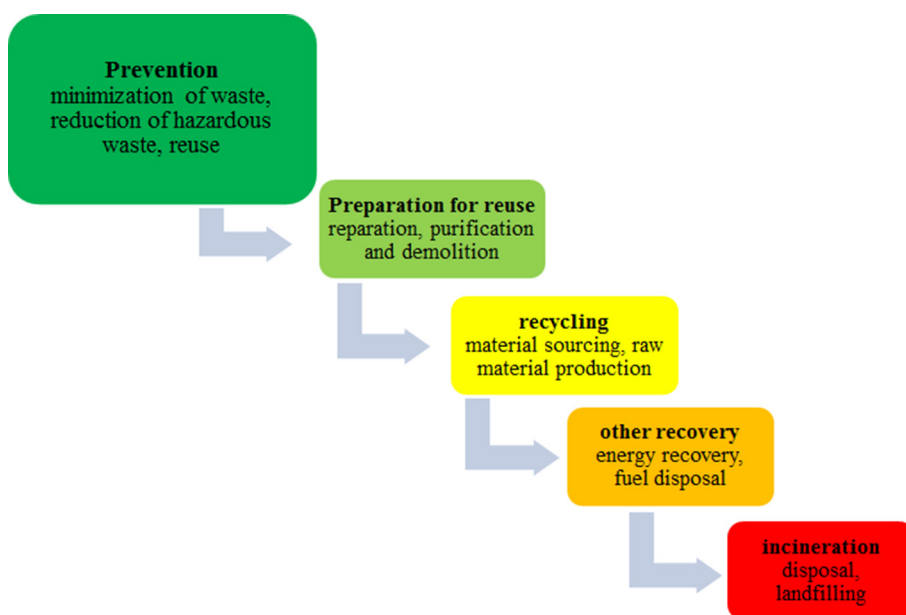 Prevention
minimization of waste,
reduction of hazardous
waste, reuse
Preparation for reuse
reparation, purification
and demolition
recycling
material sourcing, raw
material production
other recovery
energy recovery,
fuel disposal
incineration
disposal,
landfilling